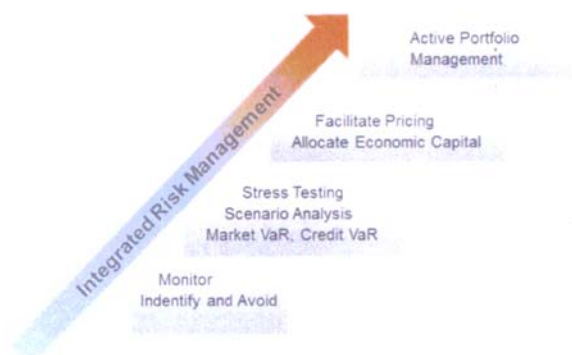 Active Portfolio
Management
Facilitate Pricing
Allocate Economic Capital
Integrated Risk Management
Stress Testing
Scenario Analysis
Market VaR, Credit VaR
Monitor
Indentify and Avoid